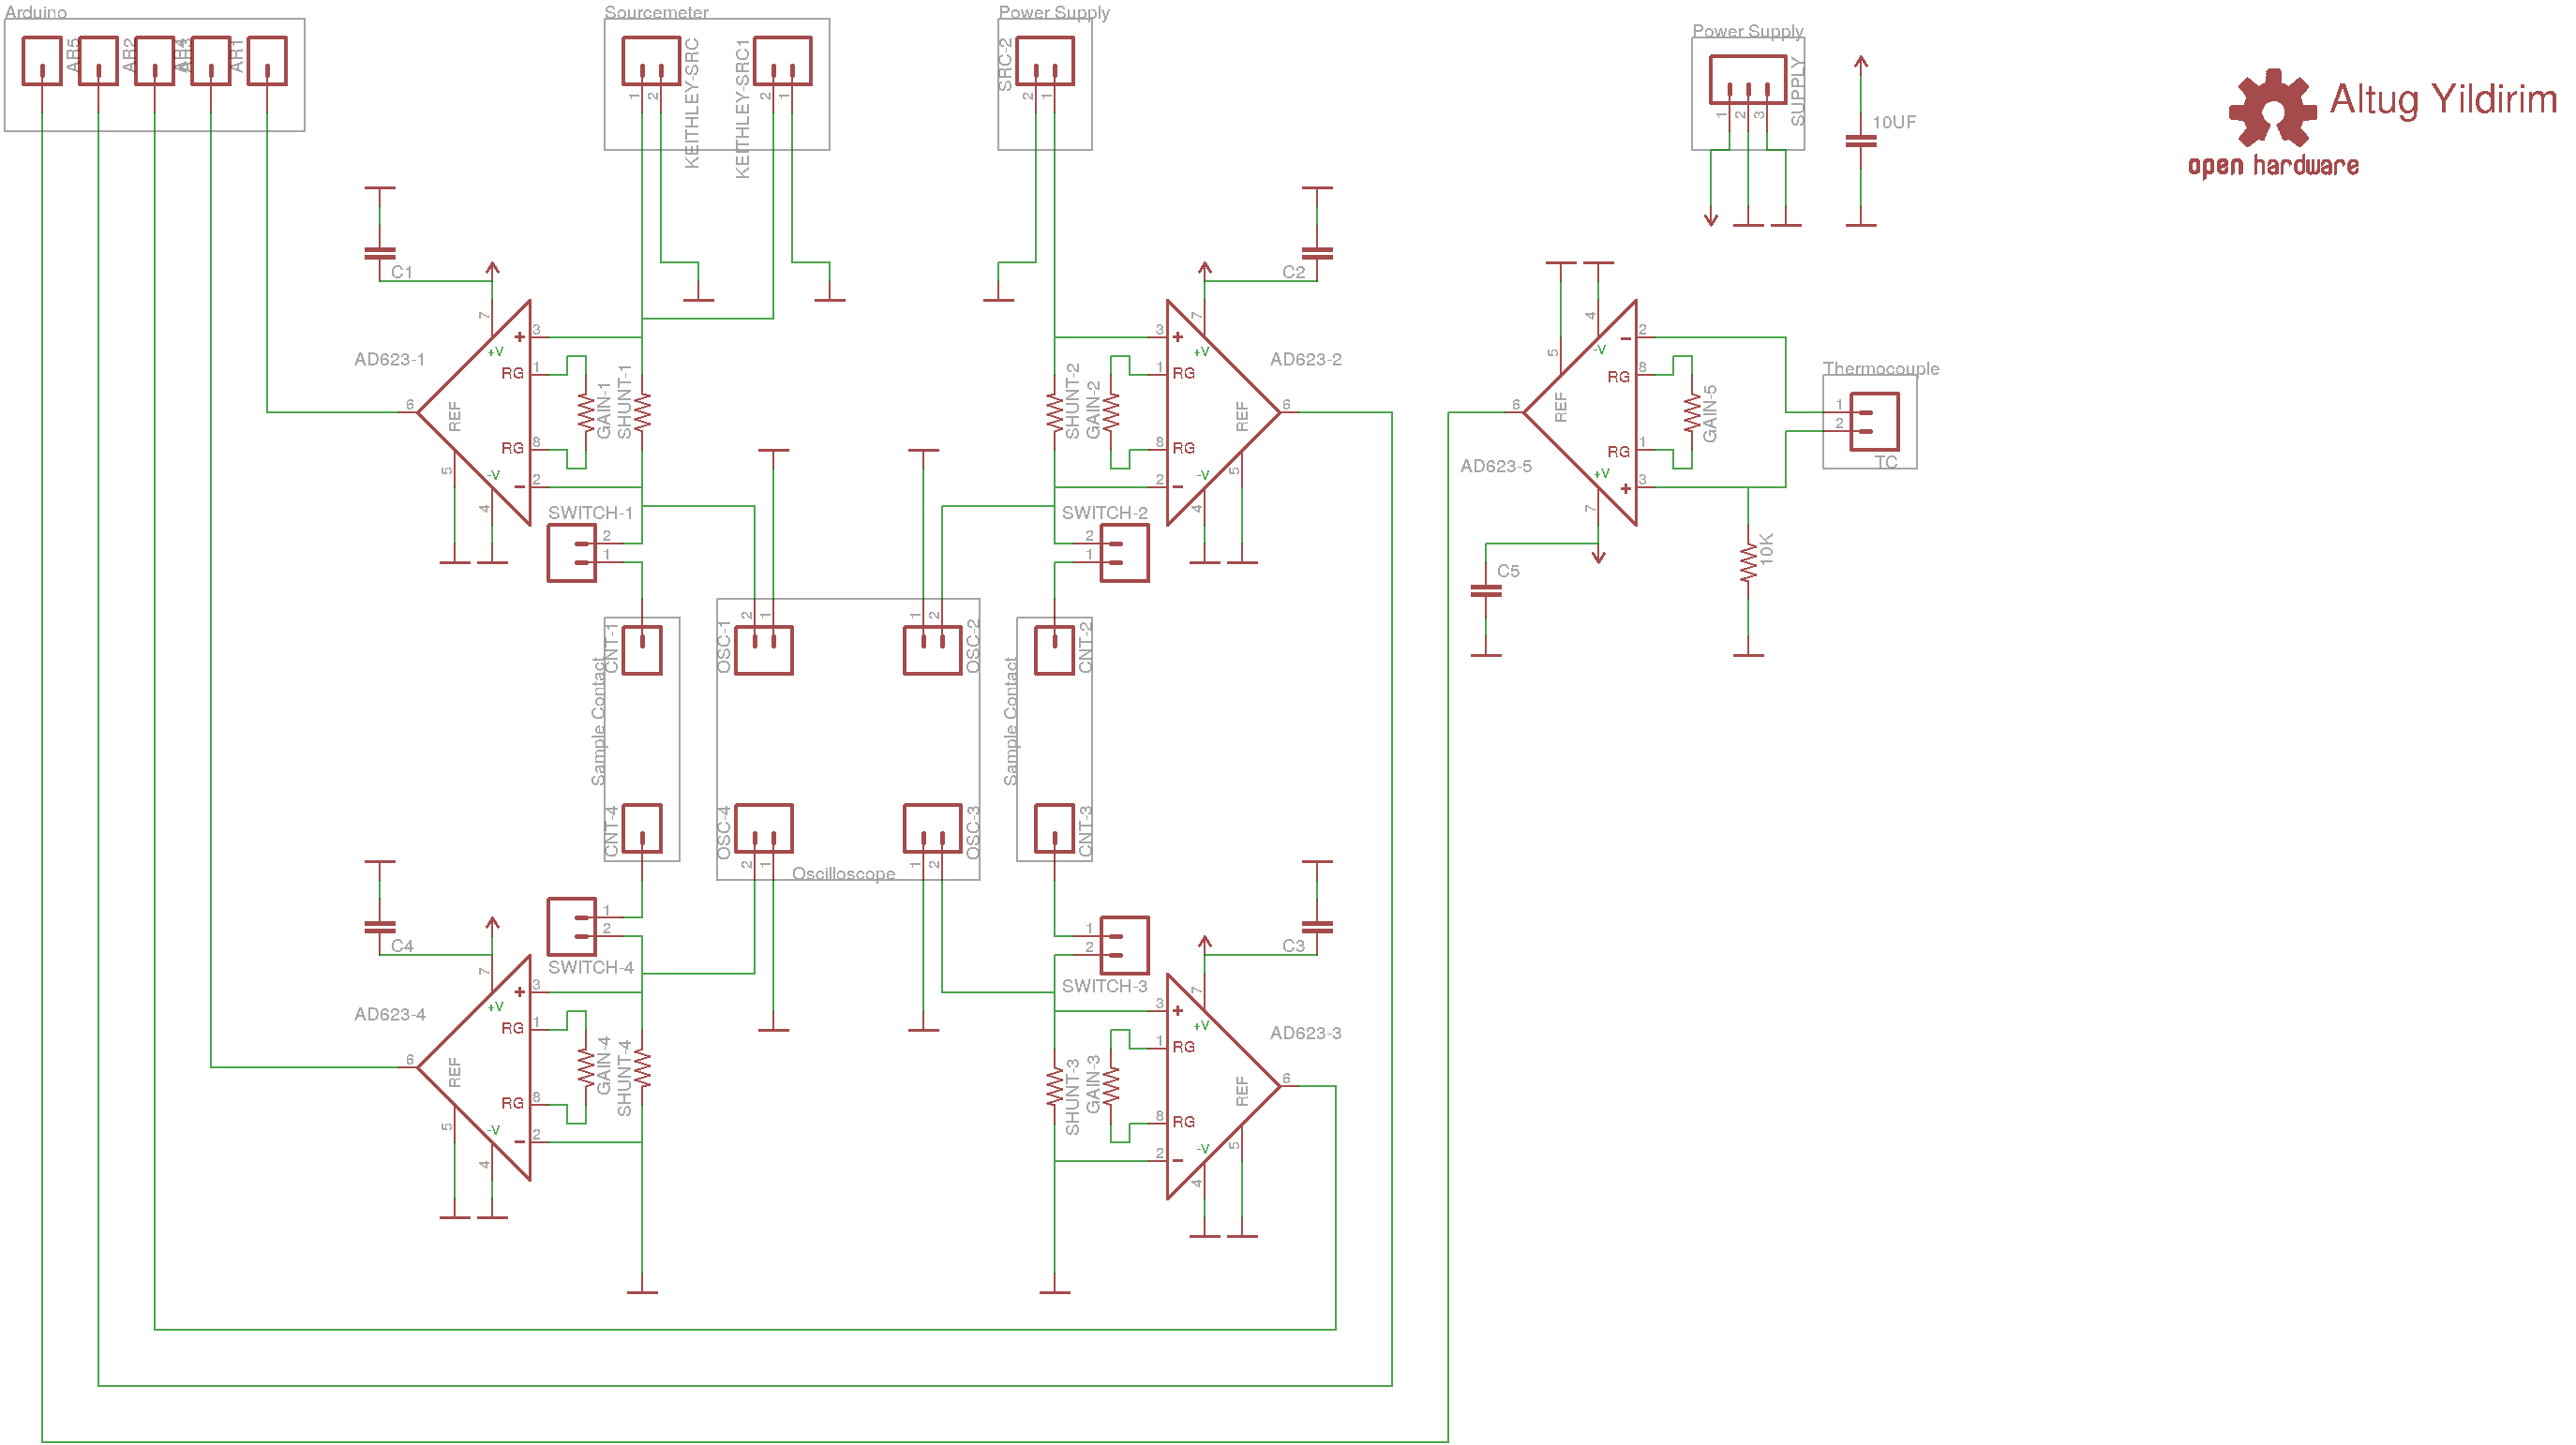 Arduino
AR5
AR2
AR4
AR3
AR1
Sourcemeter
1
2
KEITHLEY-SRC
KEITHLEY-SRC1
2
1
Power Supply
SRC-2
2
1
Power Supply
SUPPLY
1
2
3
10UF
Altug Yildirim
open hardware
C1
AD623-1
7
+V
3
+
1
RG
6
REF
8
RG
5
-V
2
-
4
GAIN-1
SHUNT-1
C2
AD623-2
7
+V
3
+
1
RG
6
REF
8
RG
5
-V
2
-
4
SHUNT-2
GAIN-2
AD623-5
4
-V
2
-
5
REF
8
RG
6
1
RG
+V
3
+
7
GAIN-5
Thermocouple
1
2
TC
10K
C5
SWITCH-1
2
1
SWITCH-2
2
1
CNT-1
Sample Contact
CNT-4
OSC-1
2
1
OSC-2
1
2
OSC-4
2
1
OSC-3
1
2
Oscilloscope
CNT-2
Sample Contact
CNT-3
SWITCH-4
1
2
SWITCH-3
1
2
C4
AD623-4
7
+V
3
+
1
RG
6
REF
8
RG
5
-V
2
-
4
GAIN-4
SHUNT-4
C3
AD623-3
7
+V
3
+
1
RG
6
REF
8
RG
5
-V
2
-
4
SHUNT-3
GAIN-3